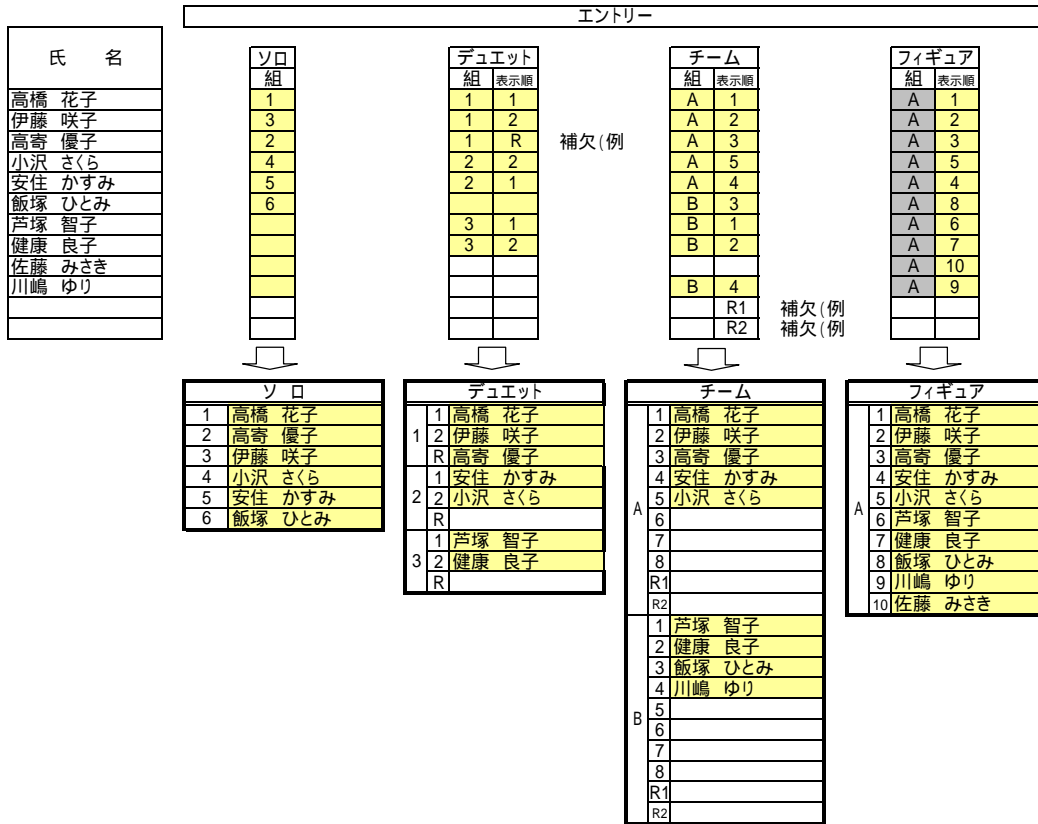 エントリー
氏 名 ソロ デュエット チーム フィギュア
組 組 表示順 組 表示順 組 表示順
高橋 花子 1 1 1 A 1 A 1
伊藤 咲子 3 1 2 A 2 A 2
高寄 優子 2 1 R 補欠(例 A 3 A 3
小沢 さくら 4 2 2 A 5 A 5
安住 かすみ 5 2 1 A 4 A 4
飯塚 ひとみ 6 B 3 A 8
芦塚 智子 3 1 B 1 A 6
健康 良子 3 2 B 2 A 7
佐藤 みさき A 10
川嶋 ゆり B 4 A 9
R1 補欠(例
R2 補欠(例
ソ ロ
1 高橋 花子
2 高寄 優子
3 伊藤 咲子
4 小沢 さくら
5 安住 かすみ
6 飯塚 ひとみ
デュエット
1 1 高橋 花子
2 伊藤 咲子
R 高寄 優子
2 1 安住 かすみ
2 小沢 さくら
R
3 1 芦塚 智子
2 健康 良子
R
チーム
A 1 高橋 花子
2 伊藤 咲子
3 高寄 優子
4 安住 かすみ
5 小沢 さくら
6
7
8
R1
R2
B 1 芦塚 智子
2 健康 良子
3 飯塚 ひとみ
4 川嶋 ゆり
5
6
7
8
R1
R2
フィギュア
A 1 高橋 花子
2 伊藤 咲子
3 高寄 優子
4 安住 かすみ
5 小沢 さくら
6 芦塚 智子
7 健康 良子
8 飯塚 ひとみ
9 川嶋 ゆり
10 佐藤 みさき